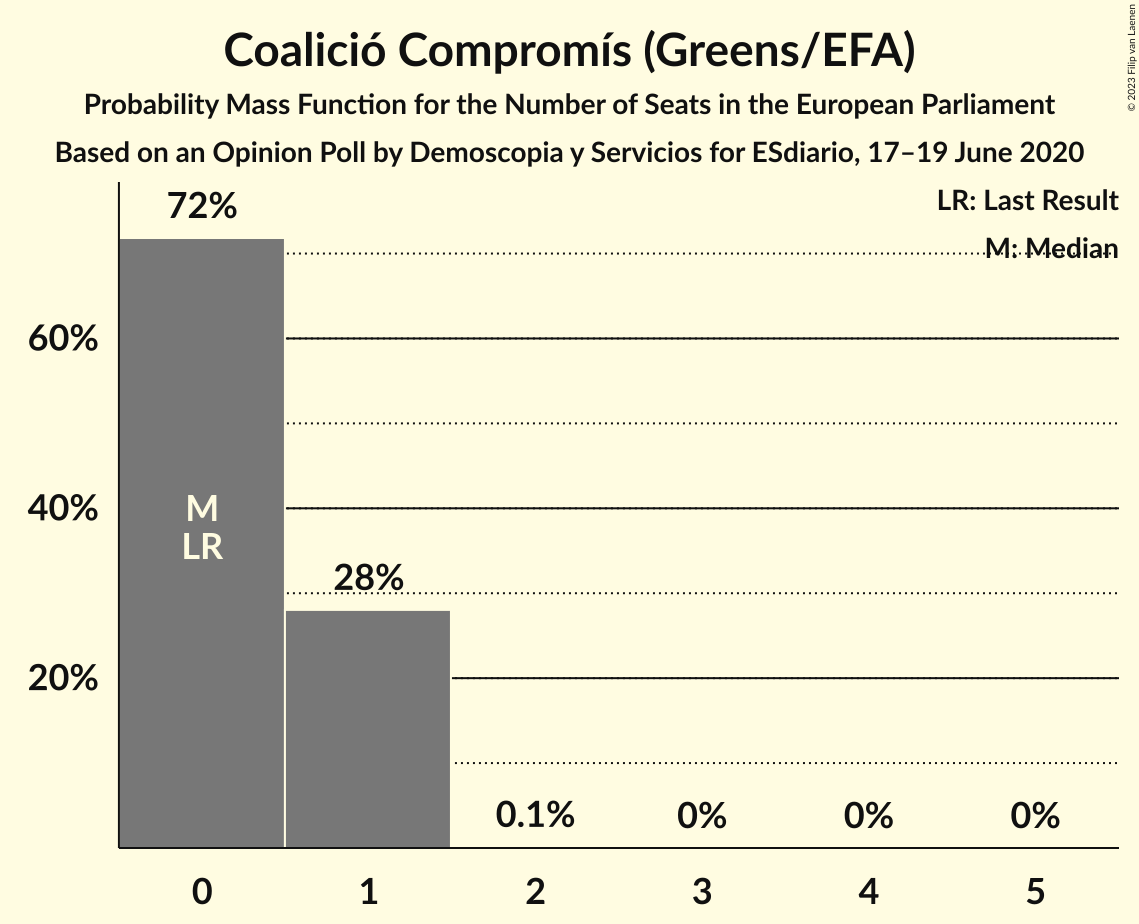 Coalició Compromís (Greens/EFA)
Probability Mass Function for the Number of Seats in the European Parliament
Based on an Opinion Poll by Demoscopia y Servicios for ESdiario, 17–19 June 2020
© 2023 Filip van Laenen
LR: Last Result
M: Median
72%
60%
40%
20%
M
LR
28%
0.1%
0%
0%
0%
0 1 2 3 4 5